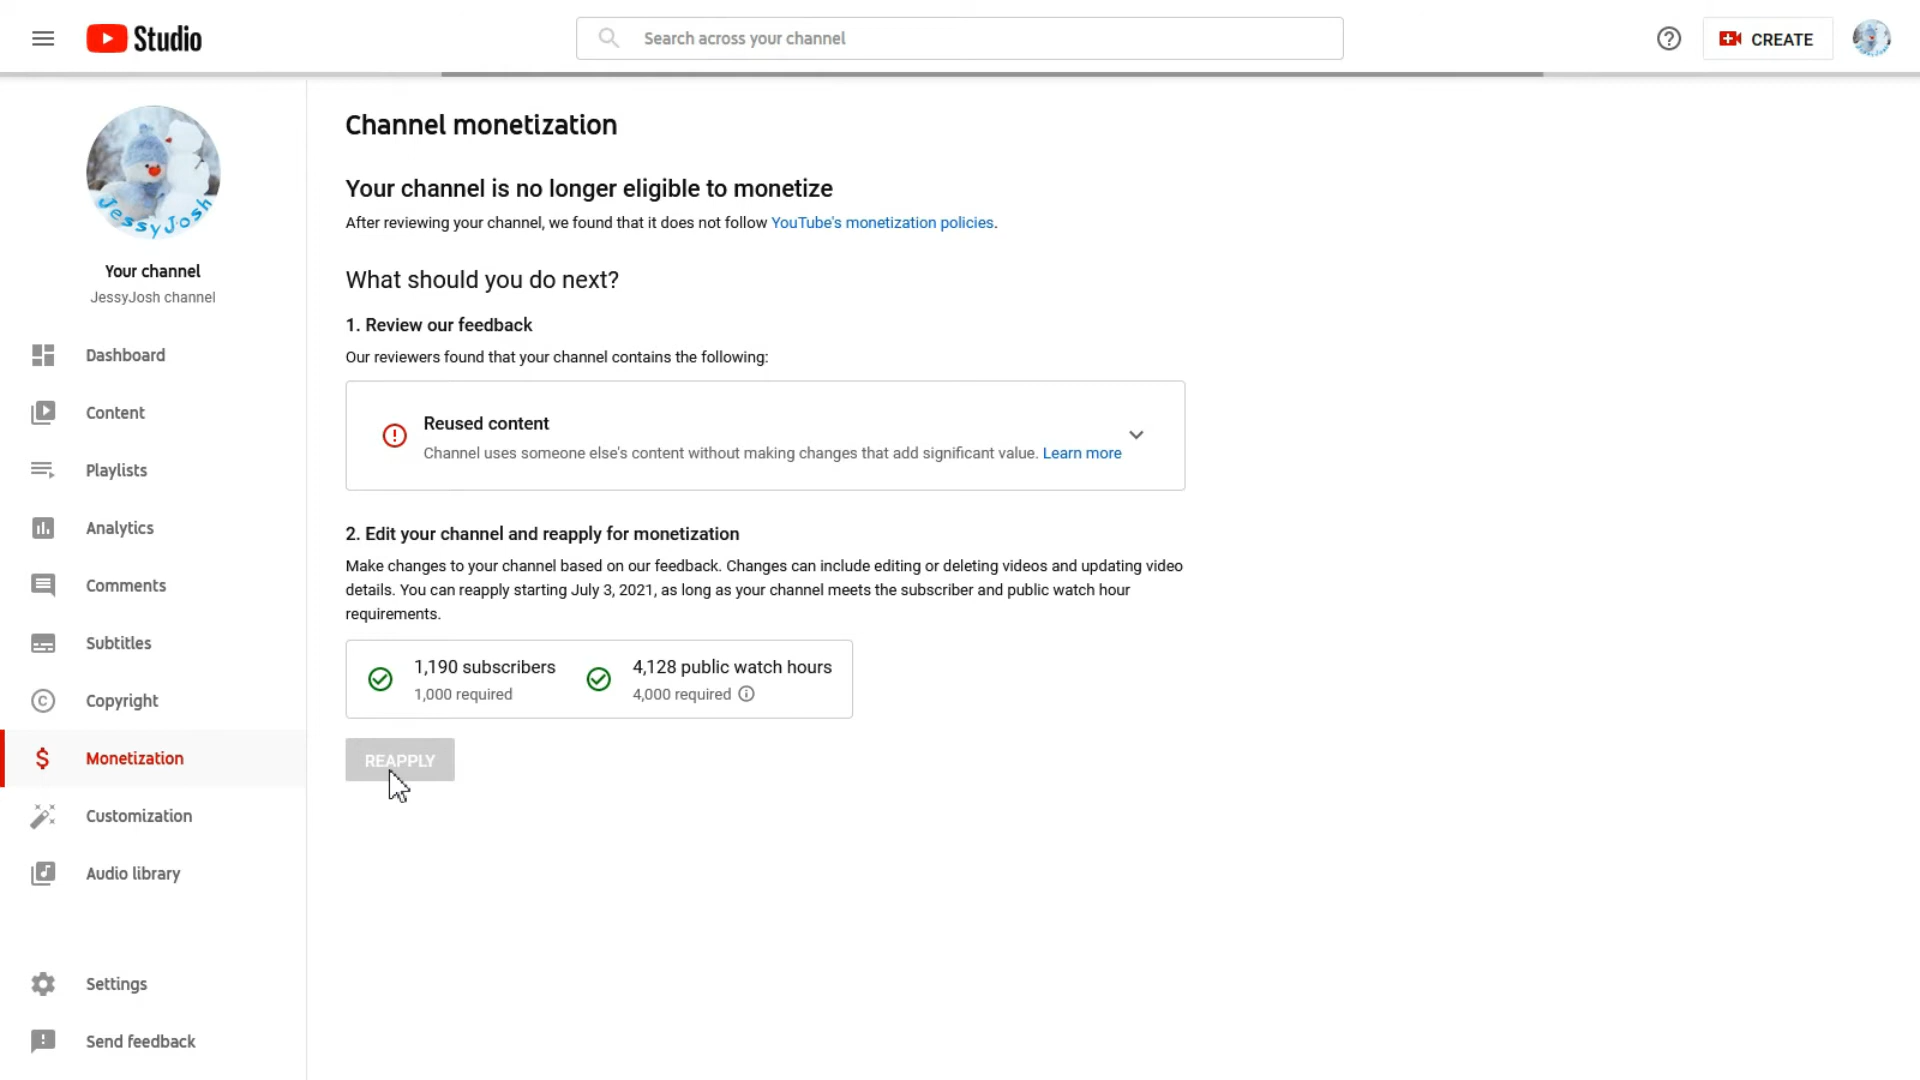 Studio
Search across your channel
CREATE
JessyJosh
Your channel
JessyJosh channel
Dashboard
Content
Playlists
Analytics
Comments
Subtitles
Copyright
Monetization
Customization
Audio library
Settings
Send feedback
Channel monetization
Your channel is no longer eligible to monetize
After reviewing your channel, we found that it does not follow YouTube's monetization policies.
What should you do next?
1. Review our feedback
Our reviewers found that your channel contains the following:
Reused content
Channel uses someone else's content without making changes that add significant value. Learn more
2. Edit your channel and reapply for monetization
Make changes to your channel based on our feedback. Changes can include editing or deleting videos and updating video
details. You can reapply starting July 3, 2021, as long as your channel meets the subscriber and public watch hour
requirements.
1,190 subscribers
1,000 required
4,128 public watch hours
4,000 required
REAPPLY